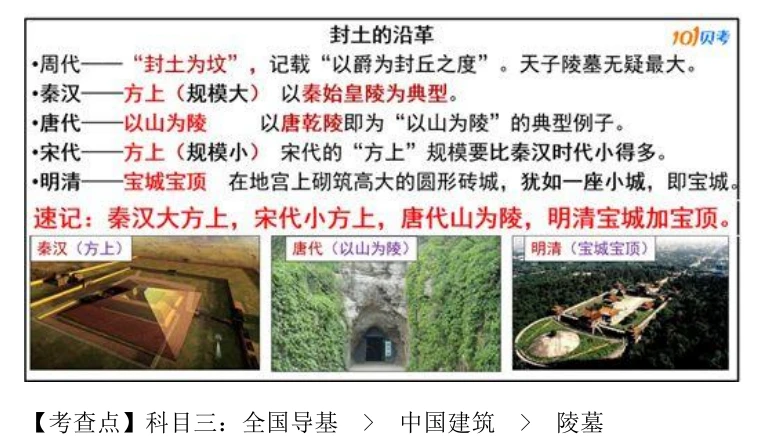 封土的沿革
101贝考
•周代——“封土为坟”，记载“以爵为封丘之度”。天子陵墓无疑最大。
•秦汉——方上（规模大） 以秦始皇陵为典型。
•唐代——以山为陵 以唐乾陵即为“以山为陵”的典型例子。
•宋代——方上（规模小） 宋代的“方上”规模要比秦汉时代小得多。
•明清——宝城宝顶 在地宫上砌筑高大的圆形砖城，犹如一座小城，即宝城。
速记：秦汉大方上，宋代小方上，唐代山为陵，明清宝城加宝顶。
秦汉（方上） 唐代（以山为陵） 明清（宝城宝顶）
【考查点】科目三：全国导基 > 中国建筑 > 陵墓